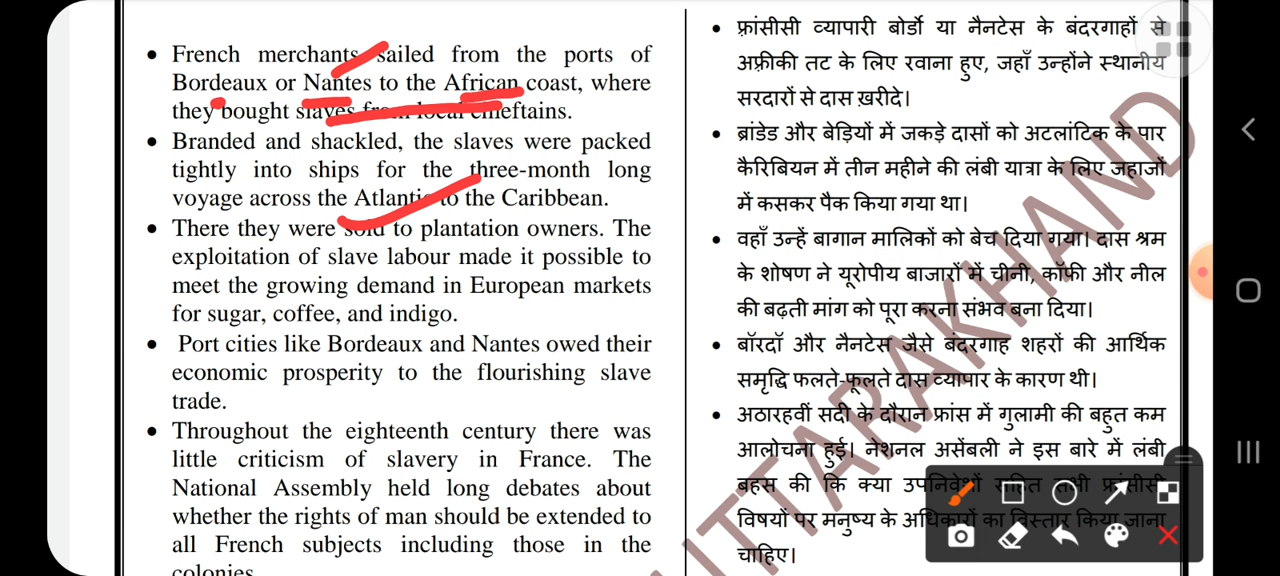 • French merchants sailed from the ports of
Bordeaux or Nantes to the African coast, where
they bought slaves from local chieftains.
• Branded and shackled, the slaves were packed
tightly into ships for the three-month long
voyage across the Atlantic to the Caribbean.
• There they were sold to plantation owners. The
exploitation of slave labour made it possible to
meet the growing demand in European markets
for sugar, coffee, and indigo.
• Port cities like Bordeaux and Nantes owed their
economic prosperity to the flourishing slave
trade.
• Throughout the eighteenth century there was
little criticism of slavery in France. The
National Assembly held long debates about
whether the rights of man should be extended to
all French subjects including those in the
colonies
• फ्रांसीसी व्यापारी बोर्डो या नैनटेस के बंदरगाहों से
अफ़्रीकी तट के लिए रवाना हुए, जहाँ उन्होंने स्थानीय
सरदारों से दास ख़रीदे।
• ब्रांडेड और बेड़ियों में जकड़े दासों को अटलांटिक के पार
कैरिबियन में तीन महीने की लंबी यात्रा के लिए जहाजों
में कसकर पैक किया गया था।
• वहाँ उन्हें बागान मालिकों को बेच दिया गया। दास श्रम
के शोषण ने यूरोपीय बाजारों में चीनी, कॉफी और नील
की बढ़ती मांग को पूरा करना संभव बना दिया।
• बॉरदॉ और नैनटेस जैसे बंदरगाह शहरों की आर्थिक
समृद्धि फलते-फूलते दास व्यापार के कारण थी।
• अठारहवीं सदी के दौरान फ्रांस में गुलामी की बहुत कम
आलोचना हुई। नेशनल असेंबली ने इस बारे में लंबी
बहस की कि क्या उपनिवेशों सहित सभी फ्रांसीसी
विषयों पर मनुष्य के अधिकारों का विस्तार किया जाना
चाहिए।
UTTARAKHAND